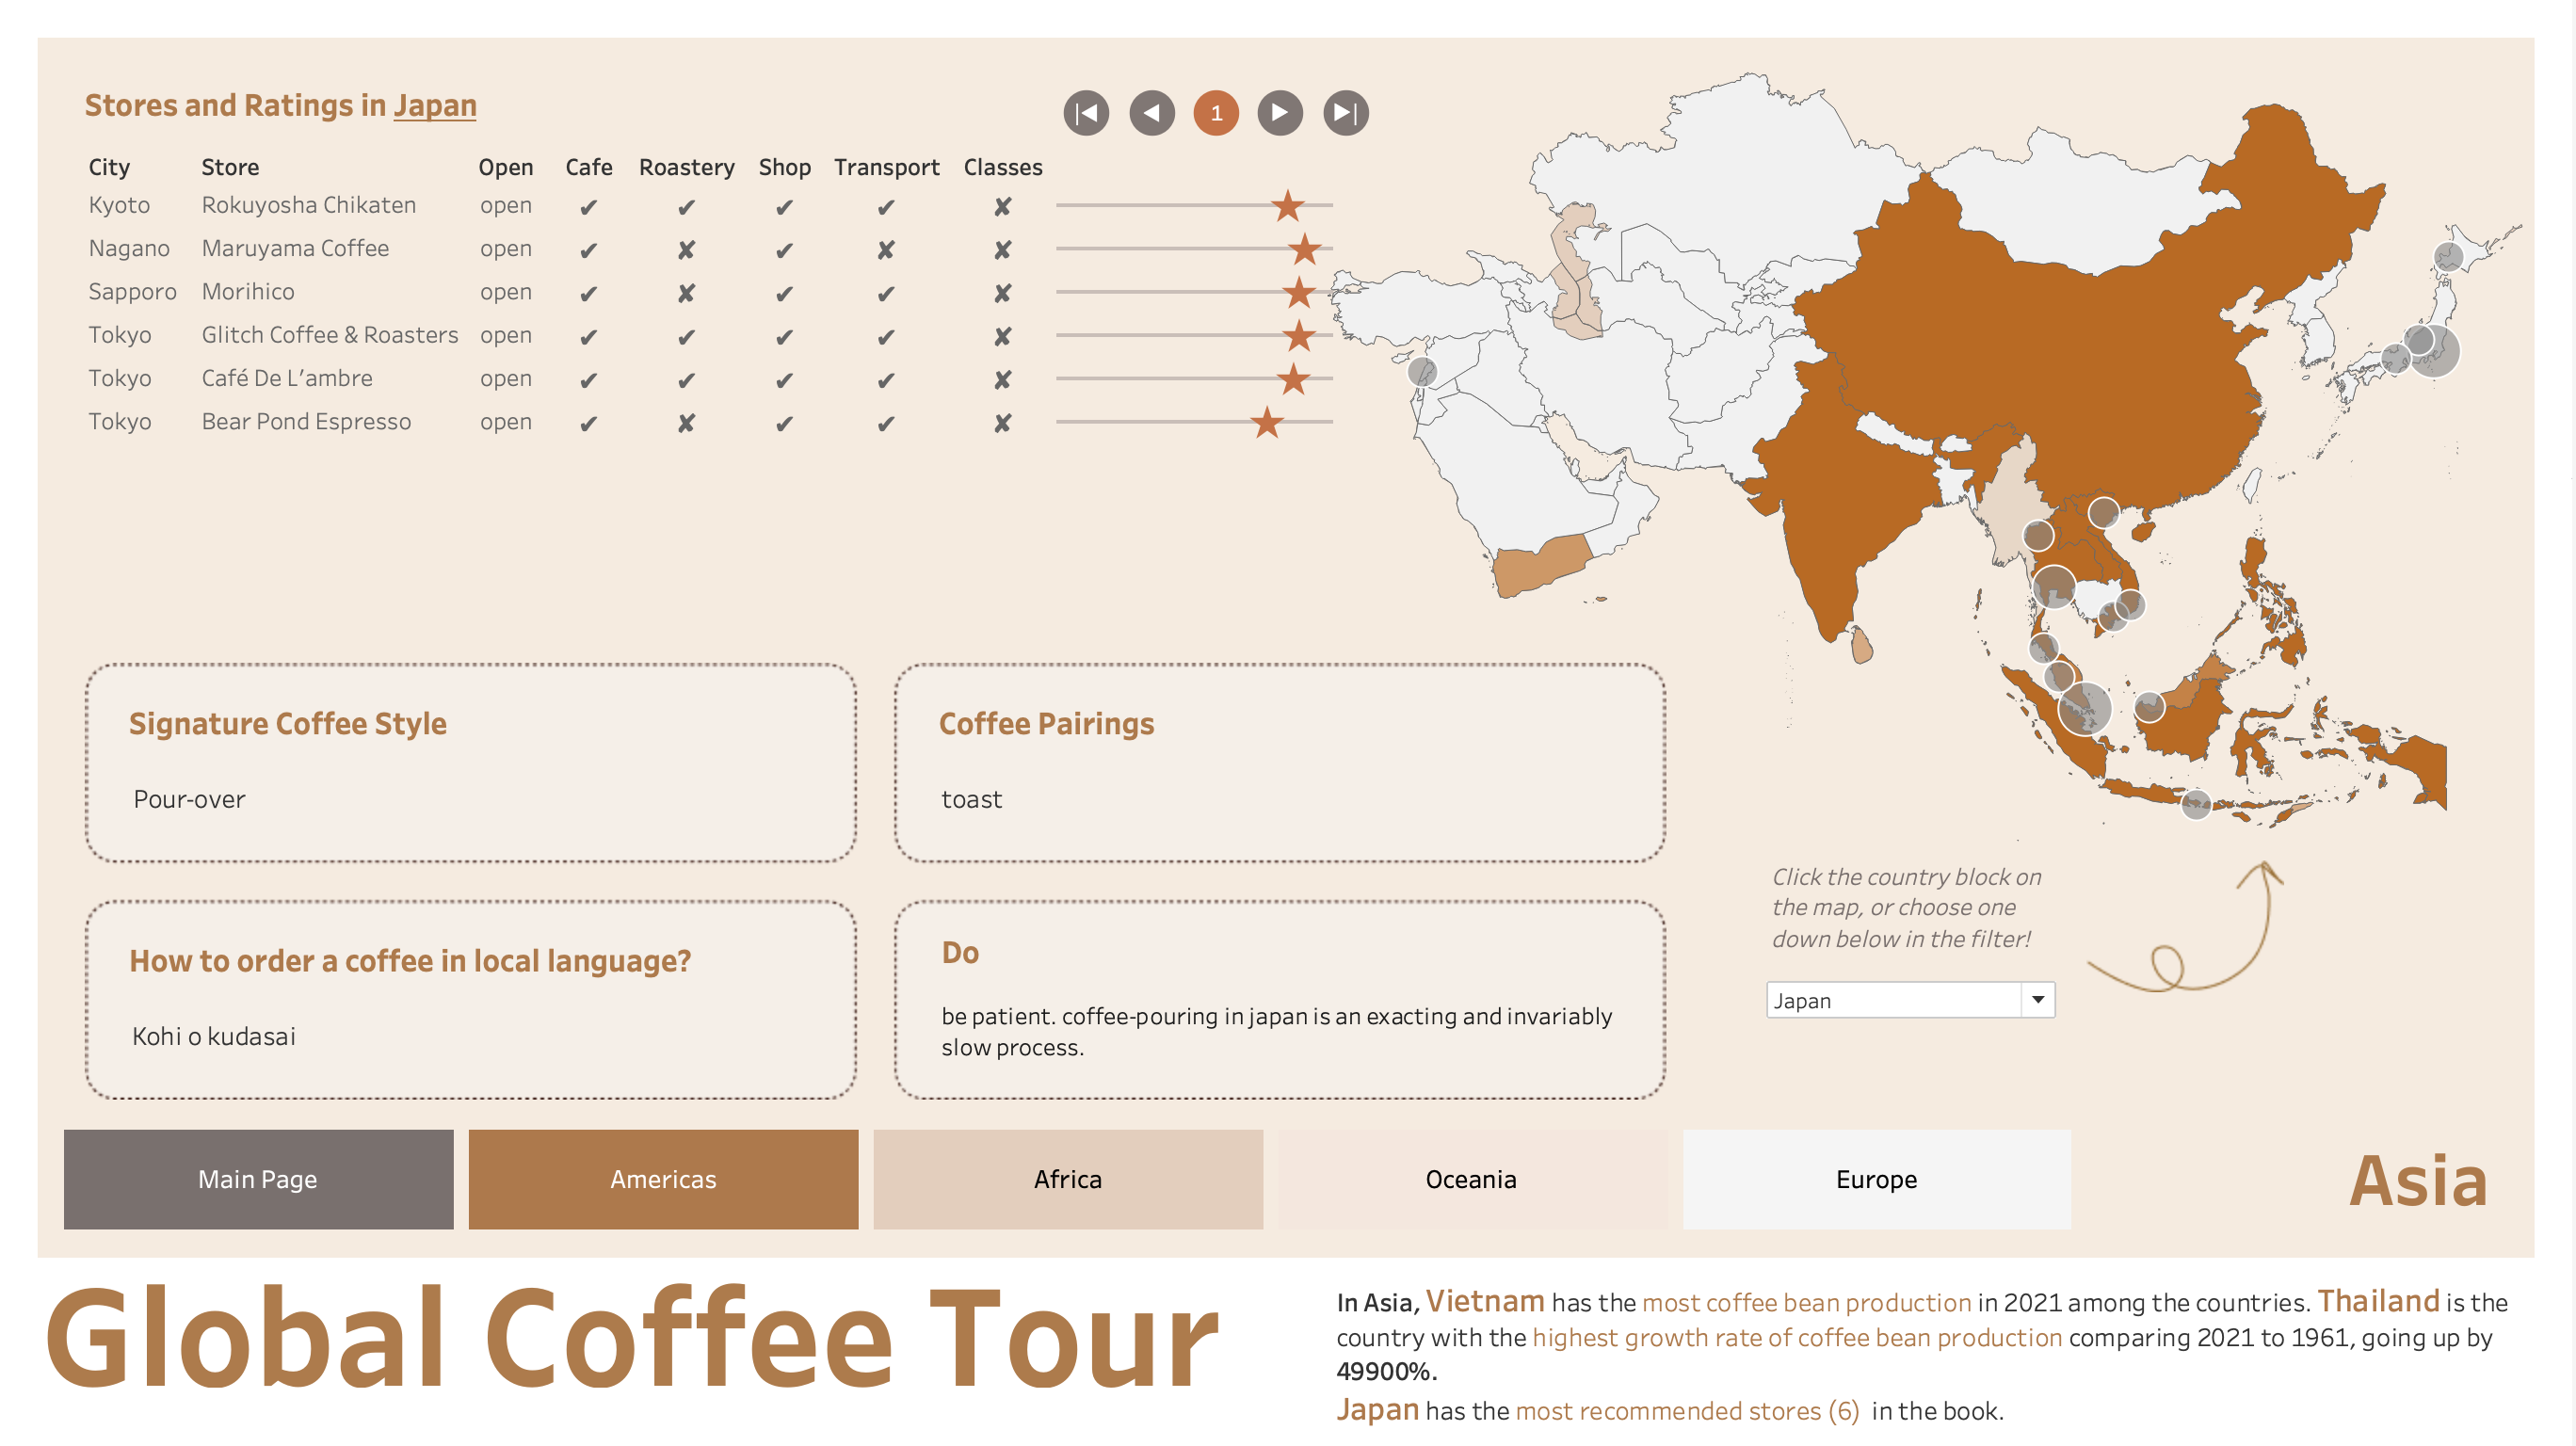 Stores and Ratings in Japan
1
City Store Open Cafe Roastery Shop Transport Classes
Kyoto Rokuyosha Chikaten open ✔ ✔ ✔ ✔ ✘
Nagano Maruyama Coffee open ✔ ✘ ✔ ✘ ✘
Sapporo Morihico open ✔ ✘ ✔ ✔ ✘
Tokyo Glitch Coffee & Roasters open ✔ ✔ ✔ ✔ ✘
Tokyo Café De L’ambre open ✔ ✔ ✔ ✔ ✘
Tokyo Bear Pond Espresso open ✔ ✘ ✔ ✔ ✘
Signature Coffee Style
Pour-over
Coffee Pairings
toast
How to order a coffee in local language?
Kohi o kudasai
Do
be patient. coffee-pouring in japan is an exacting and invariably
slow process.
Click the country block on
the map, or choose one
down below in the filter!
Japan
Main Page
Americas
Africa
Oceania
Europe
Asia
Global Coffee Tour
In Asia, Vietnam has the most coffee bean production in 2021 among the countries. Thailand is the
country with the highest growth rate of coffee bean production comparing 2021 to 1961, going up by
49900%.
Japan has the most recommended stores (6) in the book.